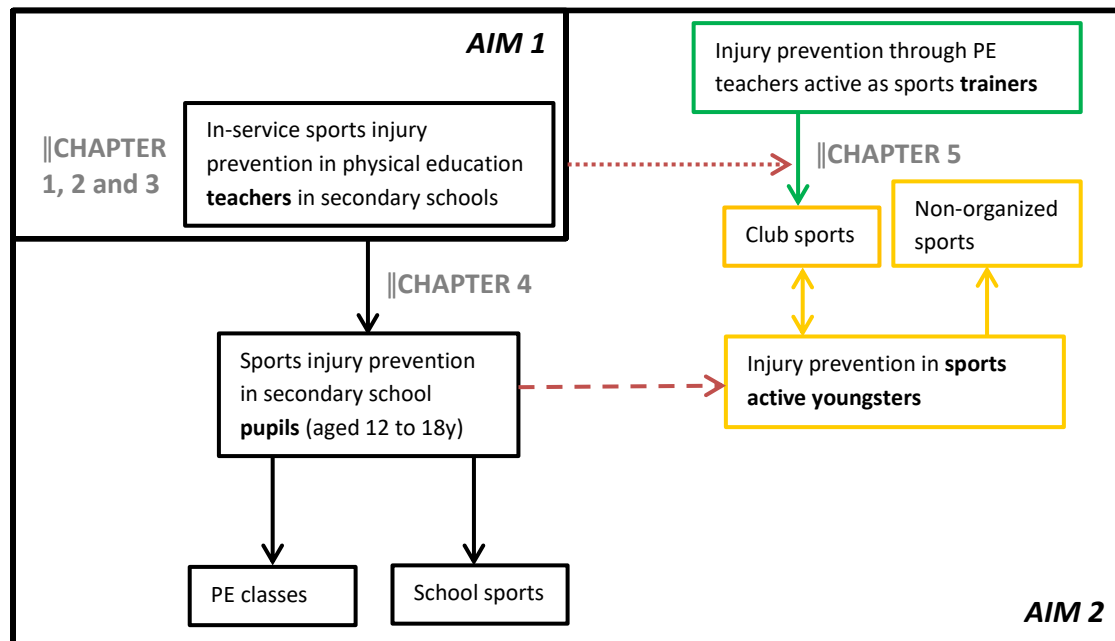 AIM 1
In-service sports injury
prevention in physical education
teachers in secondary schools
‖CHAPTER
1, 2 and 3
Injury prevention through PE
teachers active as sports trainers
‖CHAPTER 5
Club sports
Non-organized
sports
‖CHAPTER 4
Sports injury prevention
in secondary school
pupils (aged 12 to 18y)
Injury prevention in sports
active youngsters
PE classes
School sports
AIM 2